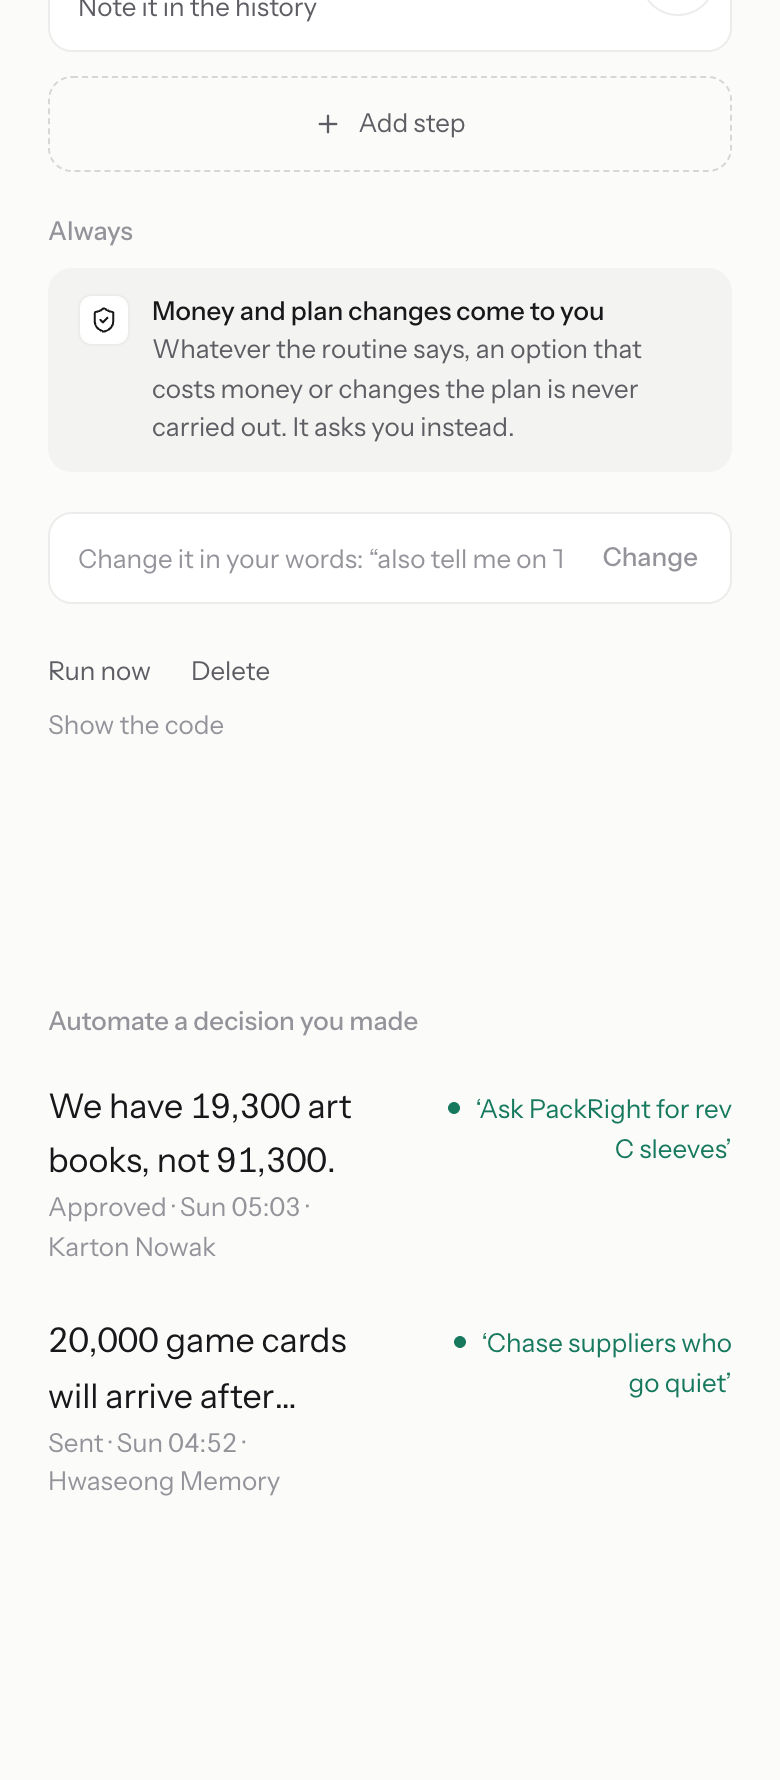 Note it in the history
+ Add step
Always
Money and plan changes come to you
Whatever the routine says, an option that
costs money or changes the plan is never
carried out. It asks you instead.
Change it in your words: “also tell me on T
Change
Run now
Delete
Show the code
Automate a decision you made
We have 19,300 art
books, not 91,300.
Approved · Sun 05:03 ·
Karton Nowak
‘Ask PackRight for rev
C sleeves’
20,000 game cards
will arrive after…
Sent · Sun 04:52 ·
Hwaseong Memory
‘Chase suppliers who
go quiet’